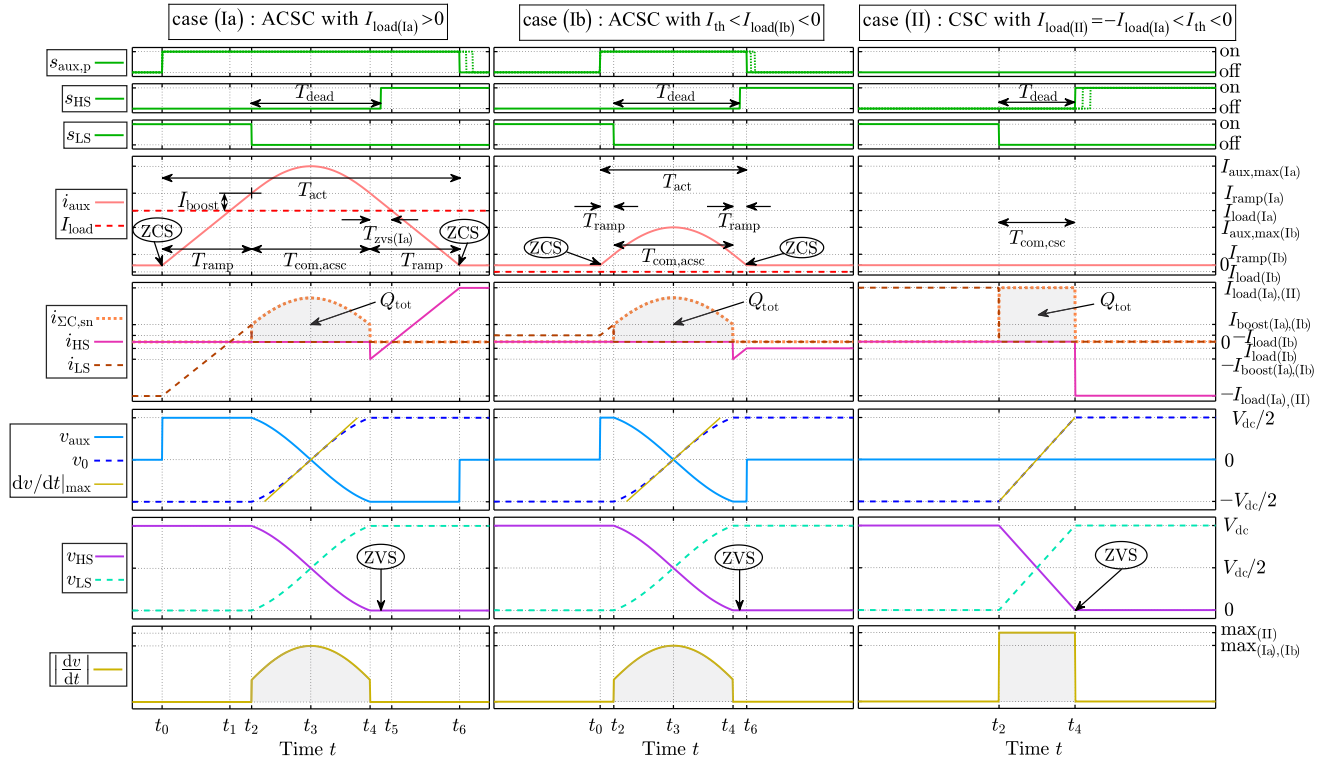 case (Ia) : ACSC with I_load(Ia) >0
case (Ib) : ACSC with I_th < I_load(Ib) <0
case (II) : CSC with I_load(II) =−I_load(Ia) < I_th <0
s_aux,p
on
off
s_HS
T_dead
T_dead
T_dead
on
off
s_LS
on
off
i_aux
I_load
I_boost
T_act
T_zvs(Ia)
ZCS
ZCS
T_ramp
T_com,acsc
T_ramp
T_act
T_ramp
T_ramp
ZCS
ZCS
T_com,acsc
T_com,csc
I_aux,max(Ia)
I_ramp(Ia)
I_load(Ia)
I_aux,max(Ib)
I_ramp(Ib)
0
I_load(Ib)
i_ΣC,sn
i_HS
i_LS
Q_tot
Q_tot
Q_tot
I_load(Ia),(II)
I_boost(Ia),(Ib)
−I_load(Ib)
0
I_load(Ib)
−I_boost(Ia),(Ib)
−I_load(Ia),(II)
v_aux
v_0
dv/dt|_max
V_dc/2
0
−V_dc/2
v_HS
v_LS
ZVS
ZVS
ZVS
V_dc
V_dc/2
0
|dv/dt|
max_(II)
max_(Ia),(Ib)
t_0 t_1 t_2 t_3 t_4 t_5 t_6
t_0 t_2 t_3 t_4 t_6
t_2 t_4
Time t
Time t
Time t